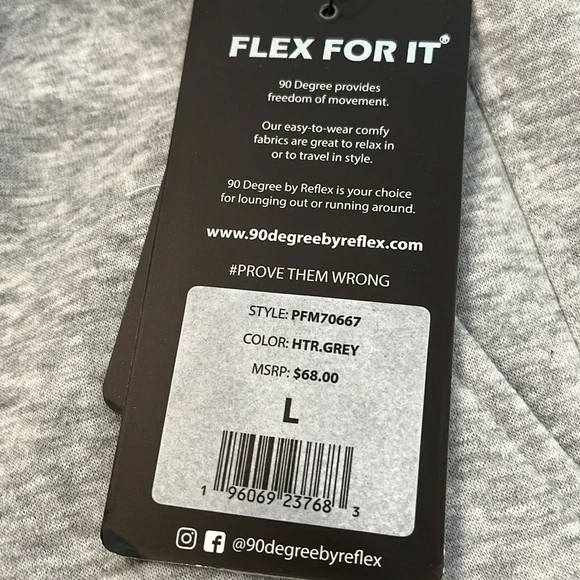 FLEX FOR IT®
90 Degree provides
freedom of movement.
Our easy-to-wear comfy
fabrics are great to relax in
or to travel in style.
90 Degree by Reflex is your choice
for lounging out or running around.
www.90degreebyreflex.com
#PROVE THEM WRONG
STYLE: PFM70667
COLOR: HTR.GREY
MSRP: $68.00
L
1 96069 23768 3
@90degreebyreflex